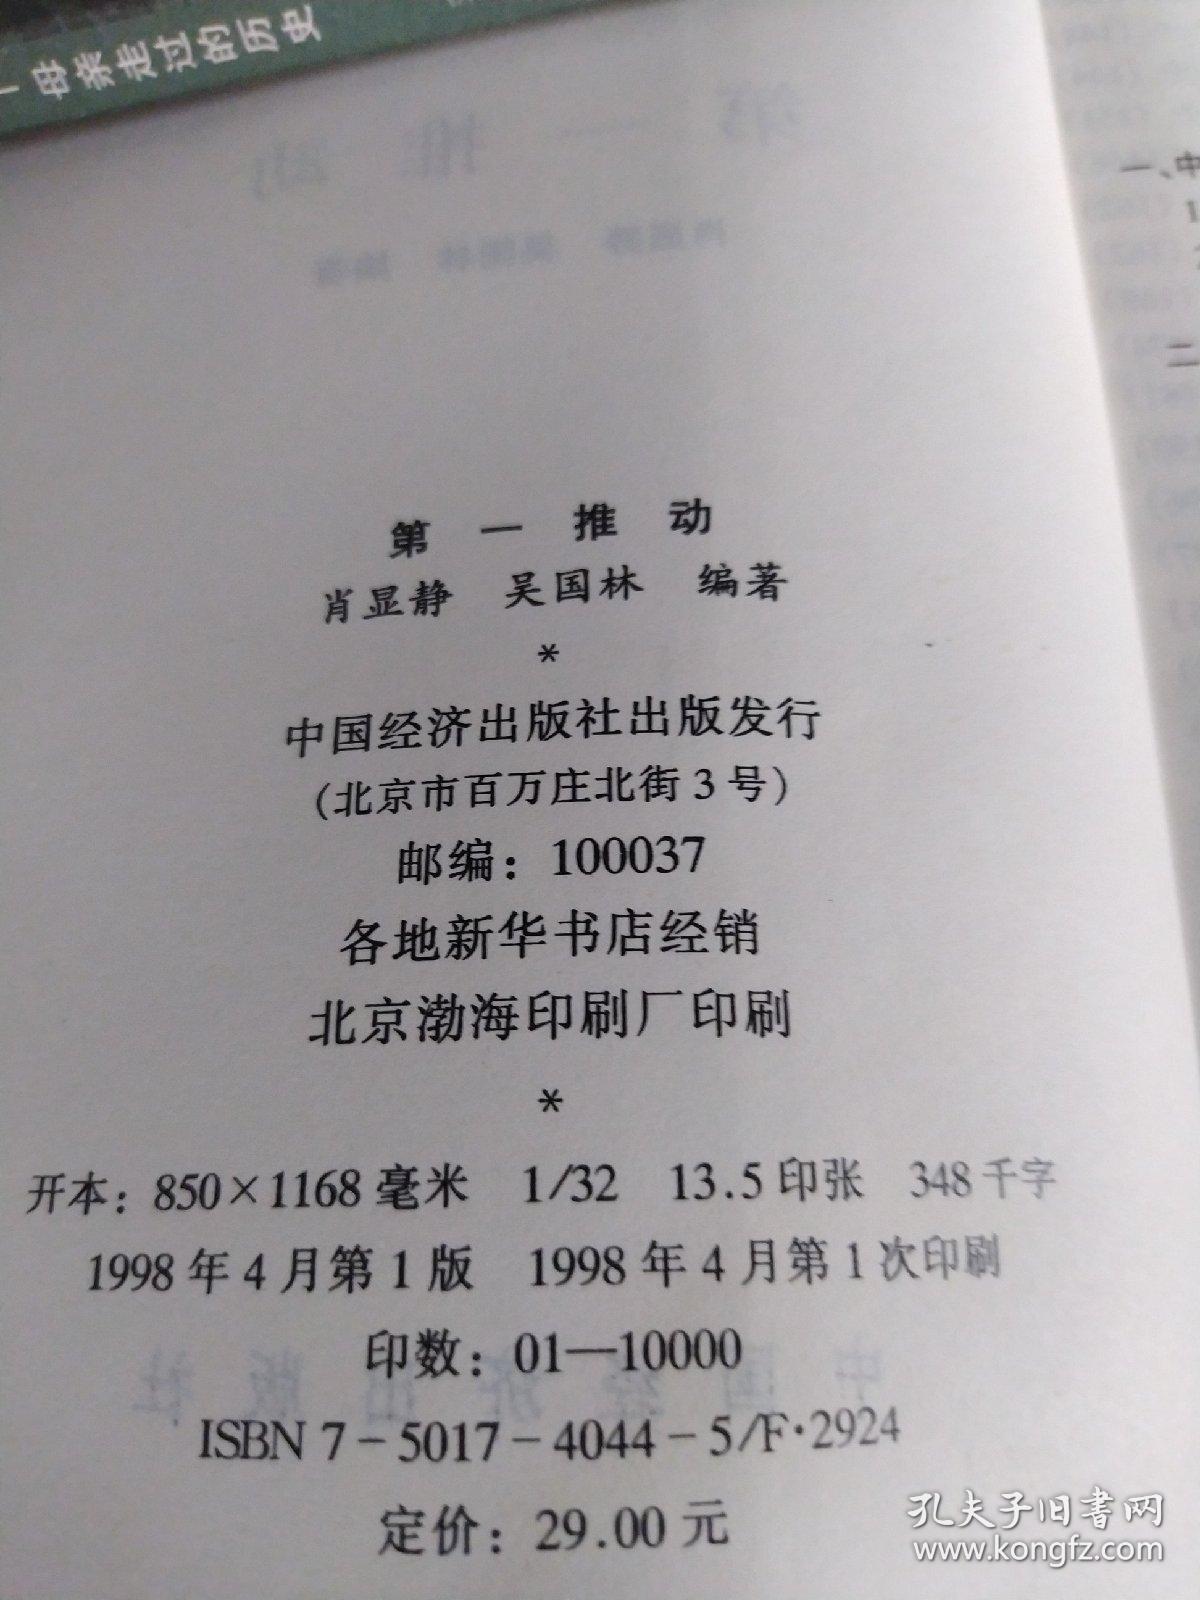 母亲走过的历史
第一推动
肖显静 吴国林 编著
*
中国经济出版社出版发行
(北京市百万庄北街3号)
邮编：100037
各地新华书店经销
北京渤海印刷厂印刷
*
开本：850×1168毫米 1/32 13.5印张 348千字
1998年4月第1版 1998年4月第1次印刷
印数：01—10000
ISBN 7-5017-4044-5/F·2924
定价：29.00元
一、中
1
二
孔夫子旧书网
www.kongfz.com